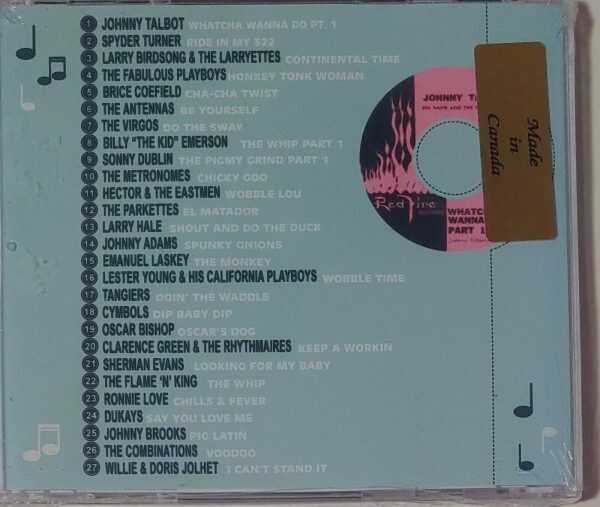 1 JOHNNY TALBOT WHATCHA WANNA DO PT. 1
2 SPYDER TURNER RIDE IN MY 322
3 LARRY BIRDSONG & THE LARRYETTES CONTINENTAL TIME
4 THE FABULOUS PLAYBOYS HONKEY TONK WOMAN
5 BRICE COEFIELD CHA-CHA TWIST
6 THE ANTENNAS BE YOURSELF
7 THE VIRGOS DO THE SWAY
8 BILLY "THE KID" EMERSON THE WHIP PART 1
9 SONNY DUBLIN THE PIGMY GRIND PART 1
10 THE METRONOMES CHICKY GOO
11 HECTOR & THE EASTMEN WOBBLE LOU
12 THE PARKETTES EL MATADOR
13 LARRY HALE SHOUT AND DO THE DUCK
14 JOHNNY ADAMS SPUNKY ONIONS
15 EMANUEL LASKEY THE MONKEY
16 LESTER YOUNG & HIS CALIFORNIA PLAYBOYS WOBBLE TIME
17 TANGIERS DOIN' THE WADDLE
18 CYMBOLS DIP BABY DIP
19 OSCAR BISHOP OSCAR'S DOG
20 CLARENCE GREEN & THE RHYTHMAIRES KEEP A WORKIN
21 SHERMAN EVANS LOOKING FOR MY BABY
22 THE FLAME 'N' KING THE WHIP
23 RONNIE LOVE CHILLS & FEVER
24 DUKAYS SAY YOU LOVE ME
25 JOHNNY BROOKS PIG LATIN
26 THE COMBINATIONS VOODOO
27 WILLIE & DORIS JOLHET I CAN'T STAND IT
JOHNNY TA
Red Fire
WHATCH
WANNA
PART 1
Made
in
Canada